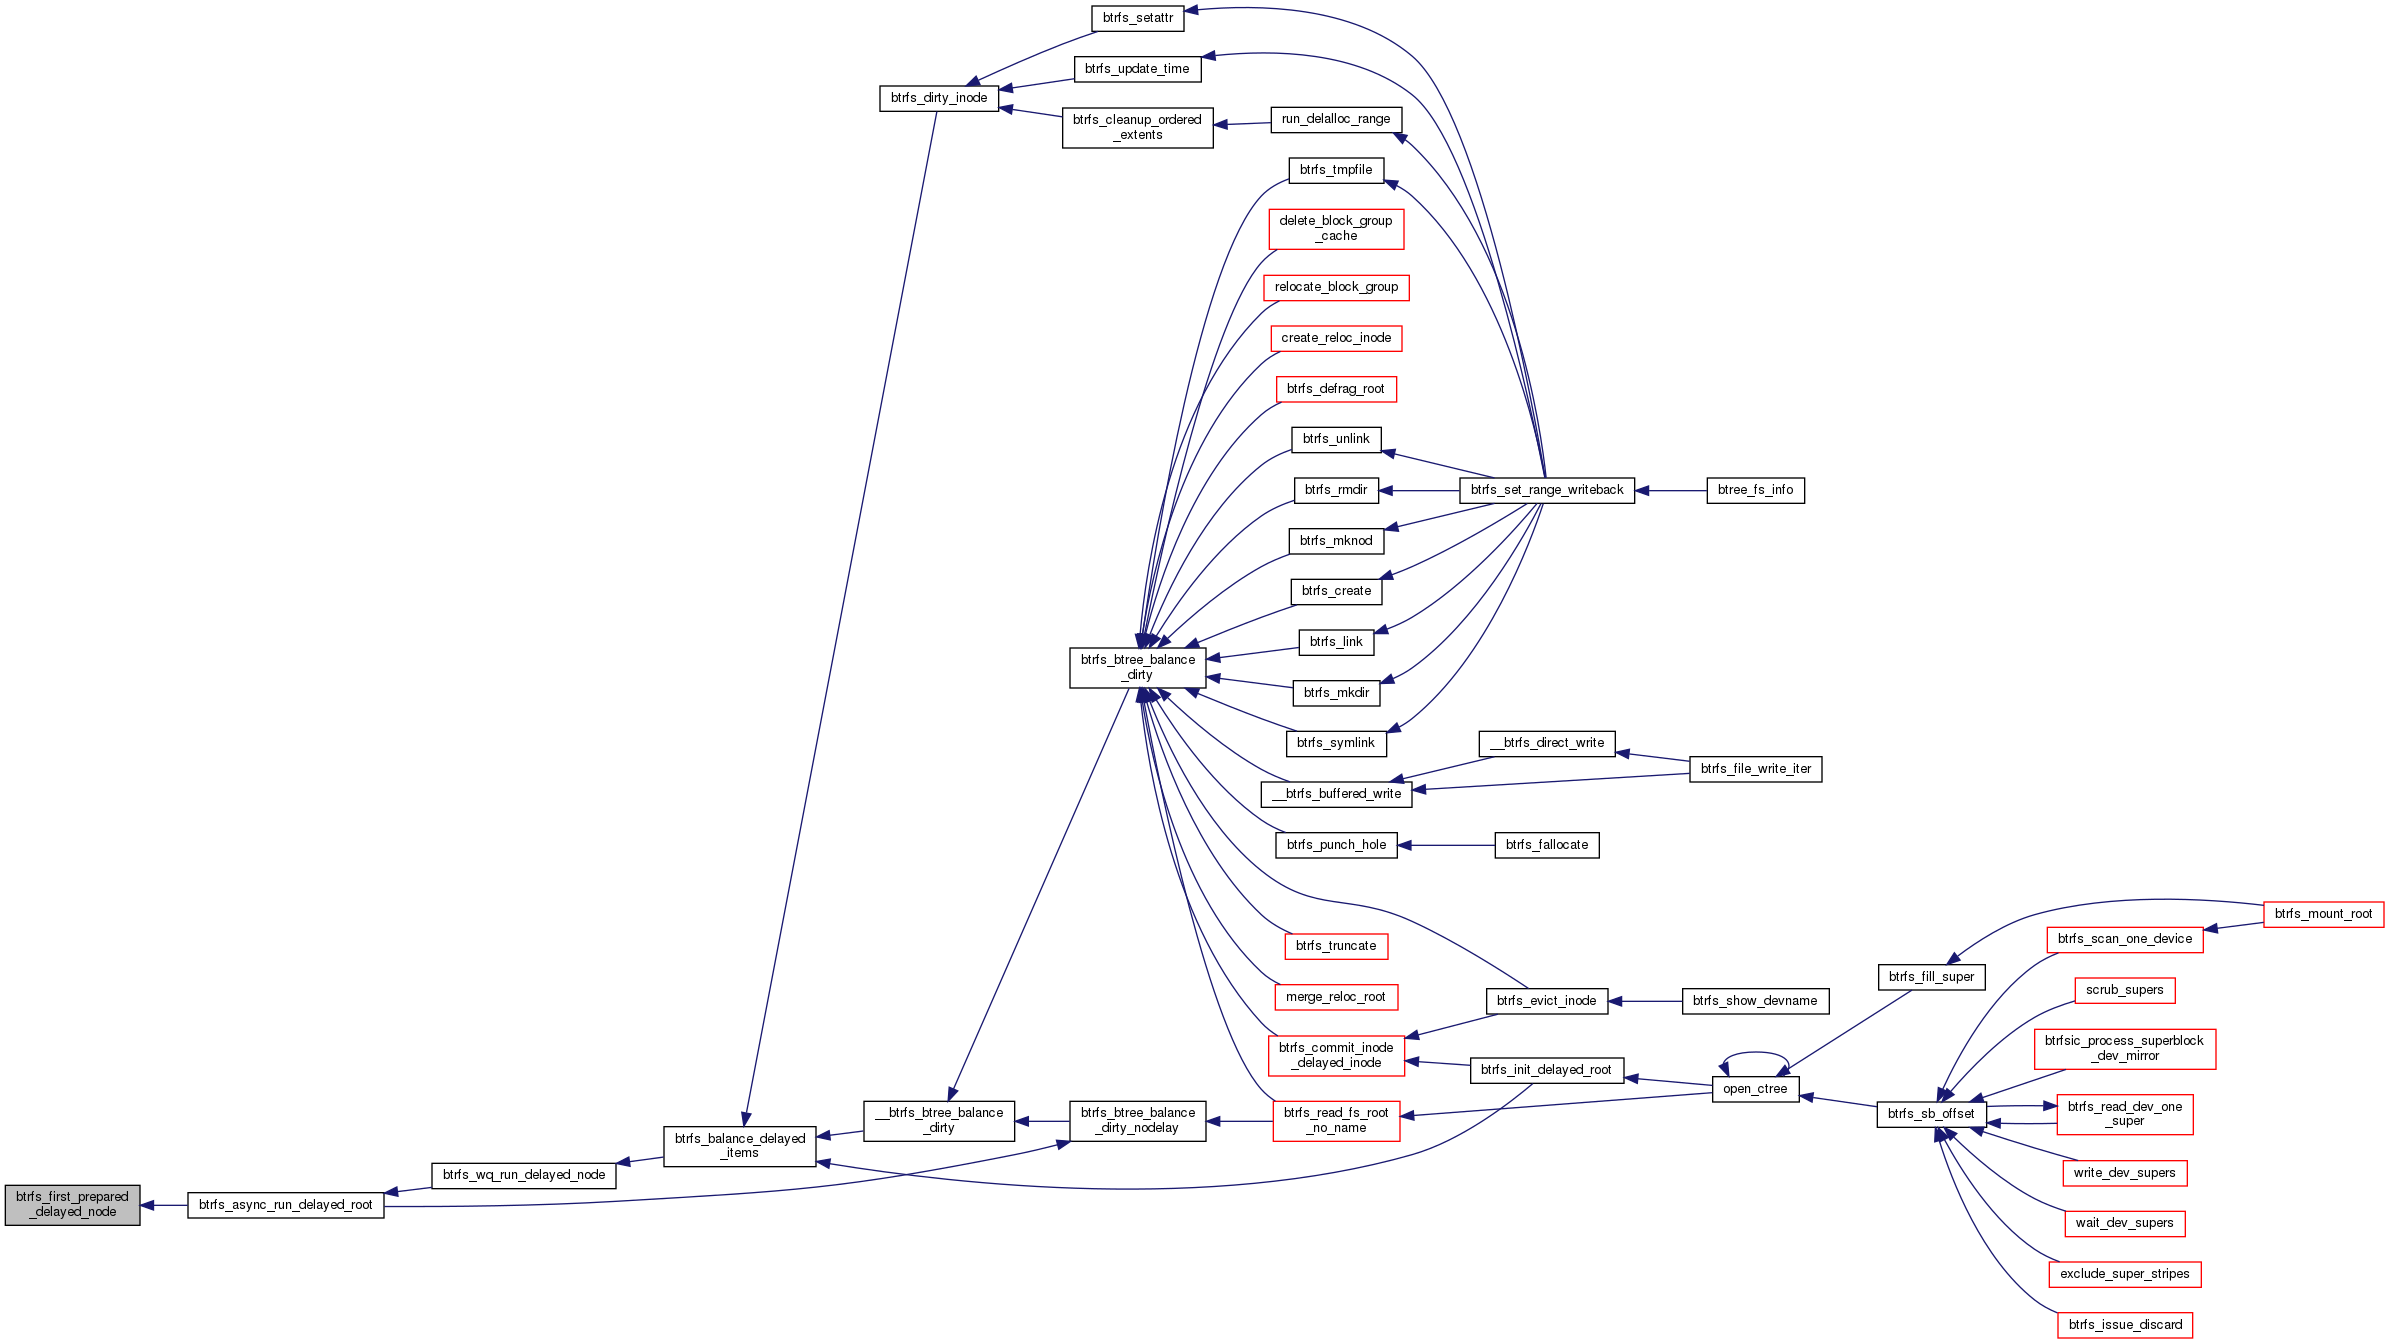 btrfs_setattr
btrfs_update_time
btrfs_dirty_inode
btrfs_cleanup_ordered
_extents
run_delalloc_range
btrfs_tmpfile
delete_block_group
_cache
relocate_block_group
create_reloc_inode
btrfs_defrag_root
btrfs_unlink
btrfs_rmdir
btrfs_set_range_writeback
btree_fs_info
btrfs_mknod
btrfs_create
btrfs_link
btrfs_btree_balance
_dirty
btrfs_mkdir
btrfs_symlink
__btrfs_direct_write
btrfs_file_write_iter
__btrfs_buffered_write
btrfs_punch_hole
btrfs_fallocate
btrfs_mount_root
btrfs_truncate
btrfs_scan_one_device
btrfs_fill_super
scrub_supers
merge_reloc_root
btrfs_evict_inode
btrfs_show_devname
btrfsic_process_superblock
_dev_mirror
btrfs_commit_inode
_delayed_inode
btrfs_init_delayed_root
open_ctree
btrfs_sb_offset
btrfs_read_dev_one
_super
__btrfs_btree_balance
_dirty
btrfs_btree_balance
_dirty_nodelay
btrfs_read_fs_root
_no_name
btrfs_balance_delayed
_items
btrfs_wq_run_delayed_node
write_dev_supers
btrfs_first_prepared
_delayed_node
btrfs_async_run_delayed_root
wait_dev_supers
exclude_super_stripes
btrfs_issue_discard